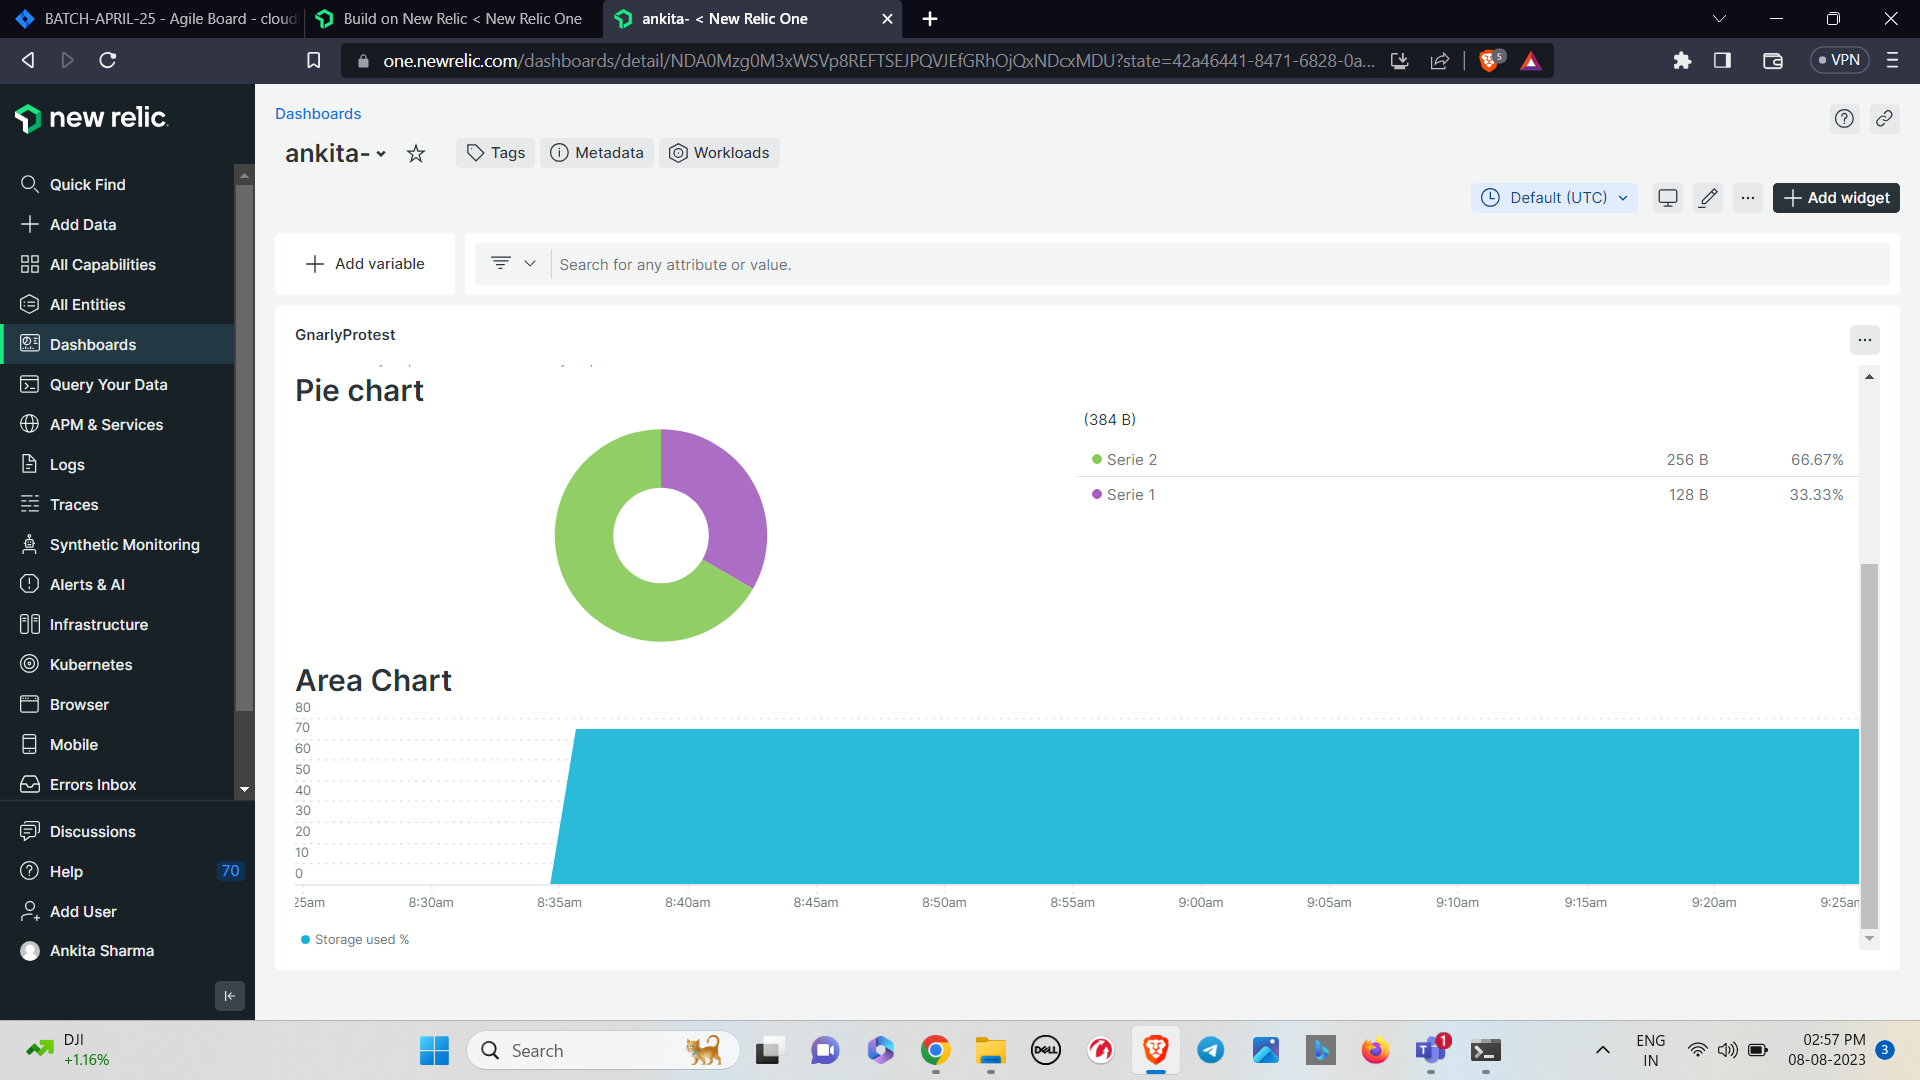 BATCH-APRIL-25 - Agile Board - cloud
Build on New Relic < New Relic One
ankita- < New Relic One
one.newrelic.com/dashboards/detail/NDA0Mzg0M3xWSVp8REFTSEJPQVJEfGRhOjQxNDcxMDU?state=42a46441-8471-6828-0a...
5
VPN
new relic
Quick Find
Add Data
All Capabilities
All Entities
Dashboards
Query Your Data
APM & Services
Logs
Traces
Synthetic Monitoring
Alerts & AI
Infrastructure
Kubernetes
Browser
Mobile
Errors Inbox
Discussions
Help 70
Add User
Ankita Sharma
Dashboards
ankita-
Tags
Metadata
Workloads
Default (UTC)
...
Add widget
Add variable
Search for any attribute or value.
GnarlyProtest
...
Pie chart
(384 B)
Serie 2 256 B 66.67%
Serie 1 128 B 33.33%
Area Chart
80
70
60
50
40
30
20
10
0
25am 8:30am 8:35am 8:40am 8:45am 8:50am 8:55am 9:00am 9:05am 9:10am 9:15am 9:20am 9:25am
Storage used %
DJI
+1.16%
Search
DELL
1
ENG
IN
02:57 PM
08-08-2023
3